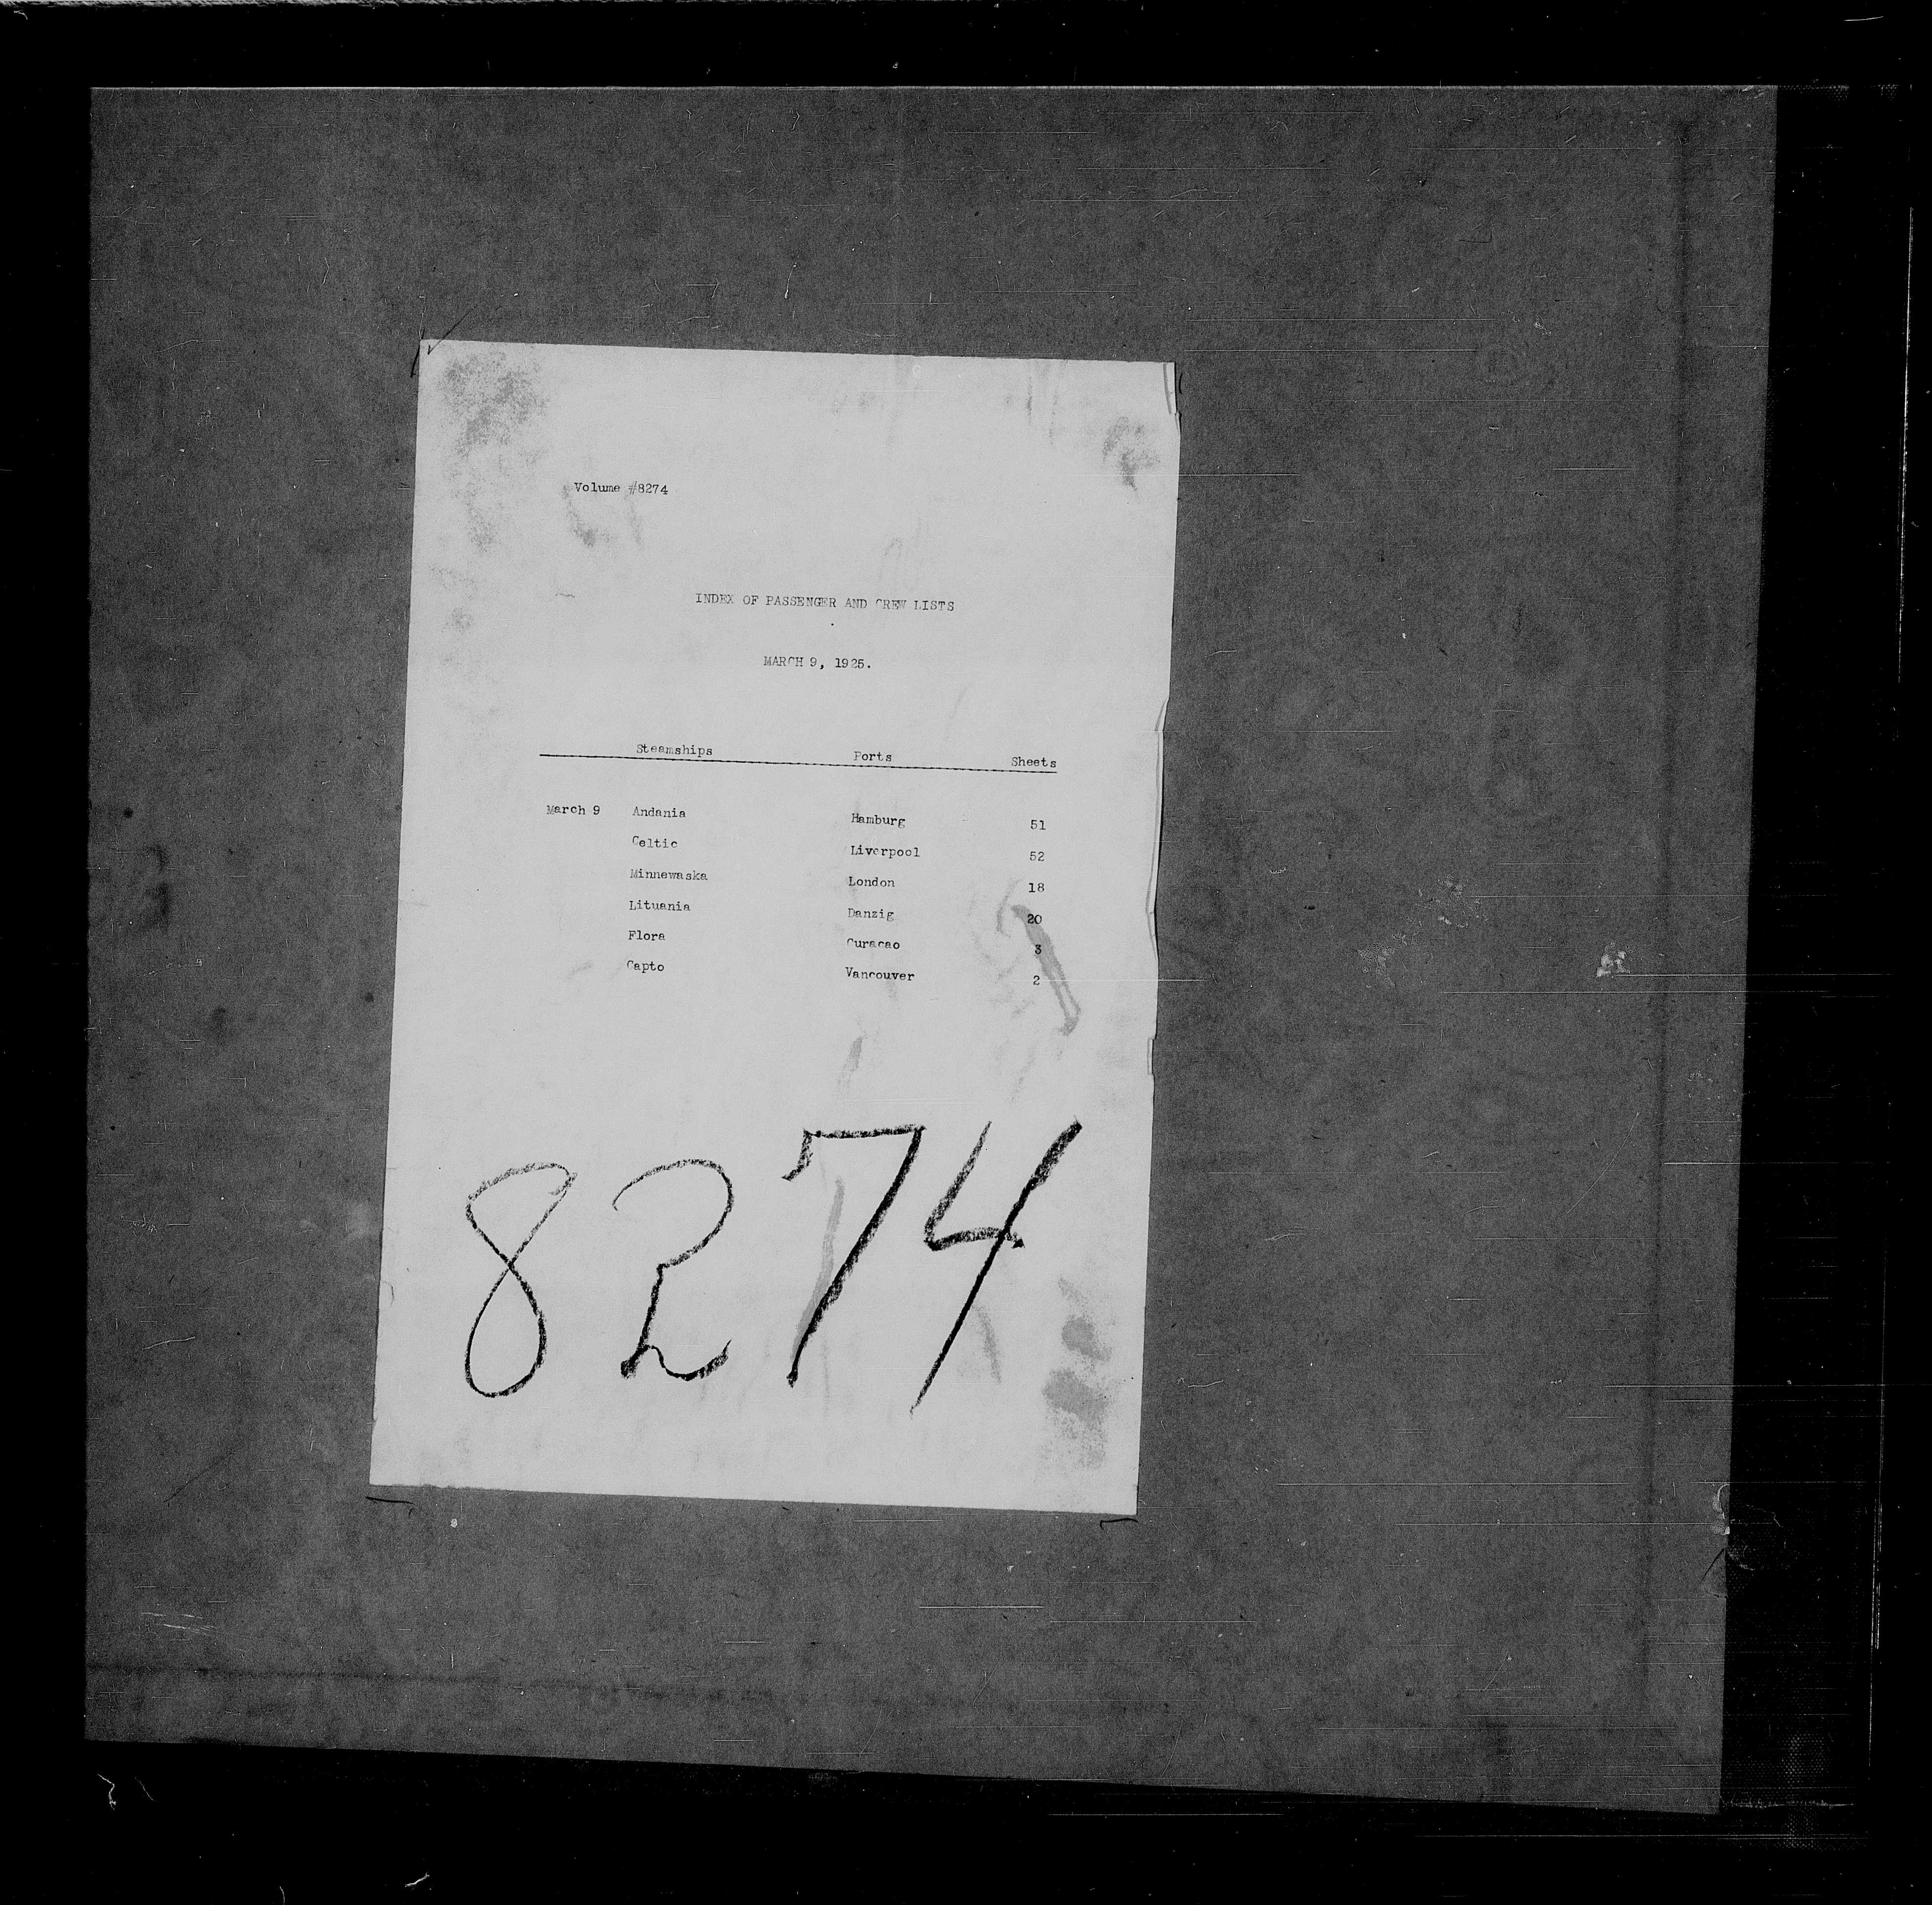 Volume #8274
INDEX OF PASSENGER AND CREW LISTS
MARCH 9, 1925.
Steamships Ports Sheets
March 9 Andania Hamburg 51
Celtic Liverpool 52
Minnewaska London 18
Lituania Danzig 20
Flora Curacao 3
Capto Vancouver 2
8274